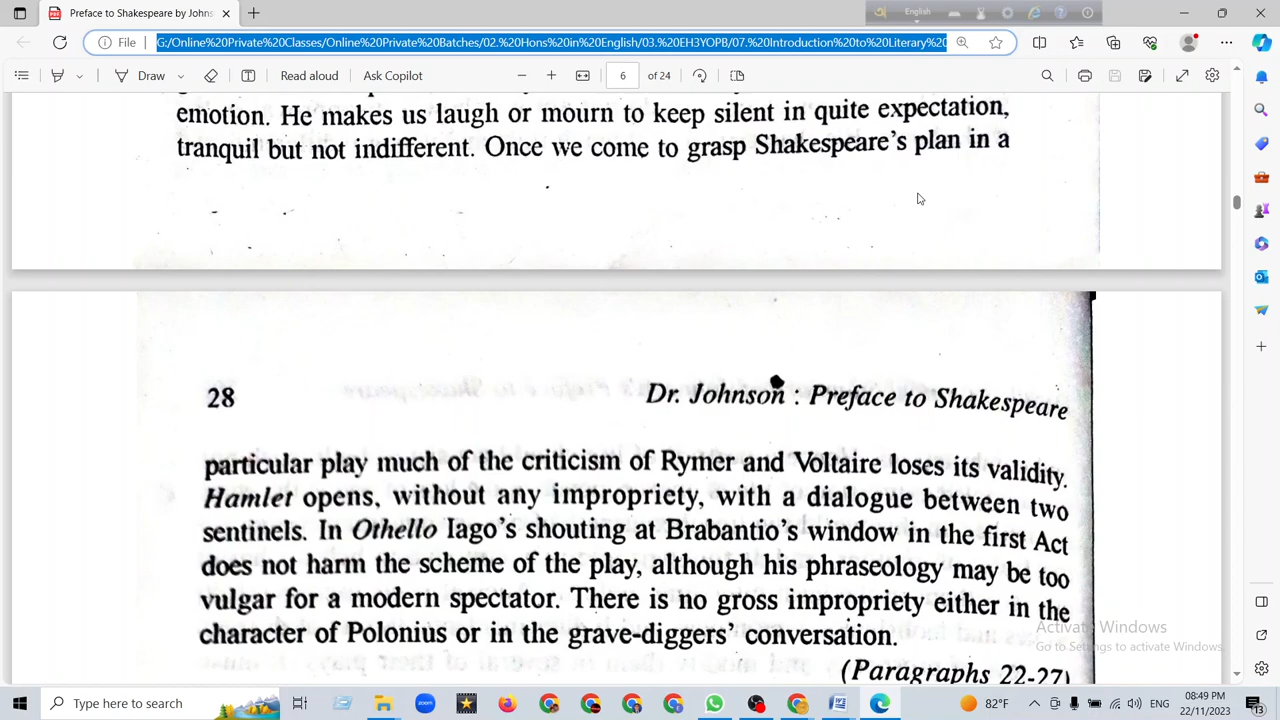 Preface to Shakespeare by Johns
English
File
G:/Online%20Private%20Classes/Online%20Private%20Batches/02.%20Hons%20in%20English/03.%20EH3YOPB/07.%20Introduction%20to%20Literary%20C
Draw
Read aloud
Ask Copilot
6
of 24
emotion. He makes us laugh or mourn to keep silent in quite expectation,
tranquil but not indifferent. Once we come to grasp Shakespeare's plan in a
28
Dr. Johnson : Preface to Shakespeare
particular play much of the criticism of Rymer and Voltaire loses its validity.
Hamlet opens, without any impropriety, with a dialogue between two
sentinels. In Othello Iago's shouting at Brabantio's window in the first Act
does not harm the scheme of the play, although his phraseology may be too
vulgar for a modern spectator. There is no gross impropriety either in the
character of Polonius or in the grave-diggers' conversation.
(Paragraphs 22-27)
Activate Windows
Go to Settings to activate Windows.
Type here to search
zoom
82°F
ENG
08:49 PM
22/11/2023
13